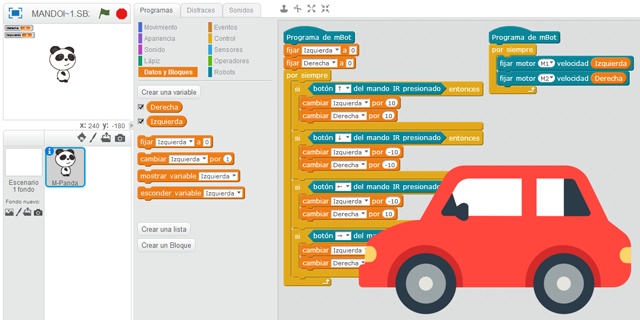 MANDOI~1.SB:
Derecha
Izquierda
x: 240 y: -180
Escenario
1 fondo
Fondo nuevo:
M-Panda
Programas
Disfraces
Sonidos
Movimiento
Eventos
Apariencia
Control
Sonido
Sensores
Lápiz
Operadores
Datos y Bloques
Robots
Crear una variable
Derecha
Izquierda
fijar Izquierda a 0
cambiar Izquierda por 1
mostrar variable Izquierda
esconder variable Izquierda
Crear una lista
Crear un Bloque
Programa de mBot
fijar Izquierda a 0
fijar Derecha a 0
por siempre
si botón ↑ del mando IR presionado entonces
cambiar Izquierda por 10
cambiar Derecha por 10
si botón ↓ del mando IR presionado entonces
cambiar Izquierda por -10
cambiar Derecha por -10
si botón ← del mando IR presionado
cambiar Izquierda por -10
cambiar Derecha por 10
si botón → del man
cambiar Izquierda
cambiar Derecha
Programa de mBot
por siempre
fijar motor M1 velocidad Izquierda
fijar motor M2 velocidad Derecha